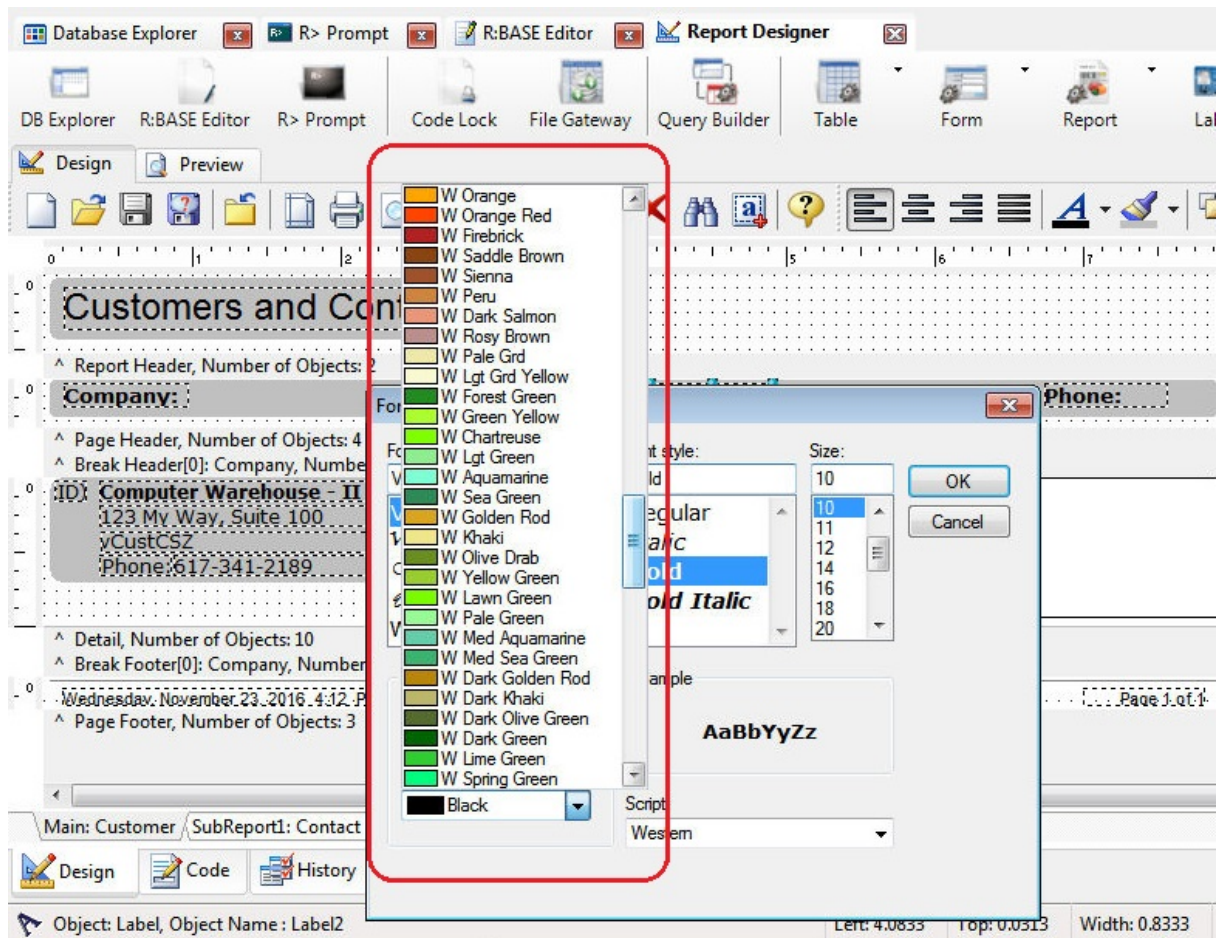 Database Explorer R> Prompt R:BASE Editor Report Designer
DB Explorer R:BASE Editor R> Prompt Code Lock File Gateway Query Builder Table Form Report
Design Preview
0 1 2 5 6 7
Customers and
^ Report Header, Number of Objects: 2
Company: Phone:
^ Page Header, Number of Objects: 4
^ Break Header[0]: Company,
ID) Computer Warehouse - II
123 My Way, Suite 100
vCustCSZ
Phone: 617-341-2189
^ Detail, Number of Objects: 10
^ Break Footer[0]: Company, Number
Wednesday, November 23, 2016 4:12 Page 1 of 1
^ Page Footer, Number of Objects: 3
W Orange
W Orange Red
W Firebrick
W Saddle Brown
W Sienna
W Peru
W Dark Salmon
W Rosy Brown
W Pale Grd
W Lgt Grd Yellow
W Forest Green
W Green Yellow
W Chartreuse
W Lgt Green
W Aquamarine
W Sea Green
W Golden Rod
W Khaki
W Olive Drab
W Yellow Green
W Lawn Green
W Pale Green
W Med Aquamarine
W Med Sea Green
W Dark Golden Rod
W Dark Khaki
W Dark Olive Green
W Dark Green
W Lime Green
W Spring Green
Black
style: Size:
10 OK
10
11
12
14
16
18
20
Cancel
Italic
AaBbYyZz
Script
Western
Main: Customer SubReport1: Contact
Design Code History
Object: Label, Object Name : Label2 Left: 4.0833 Top: 0.0313 Width: 0.8333